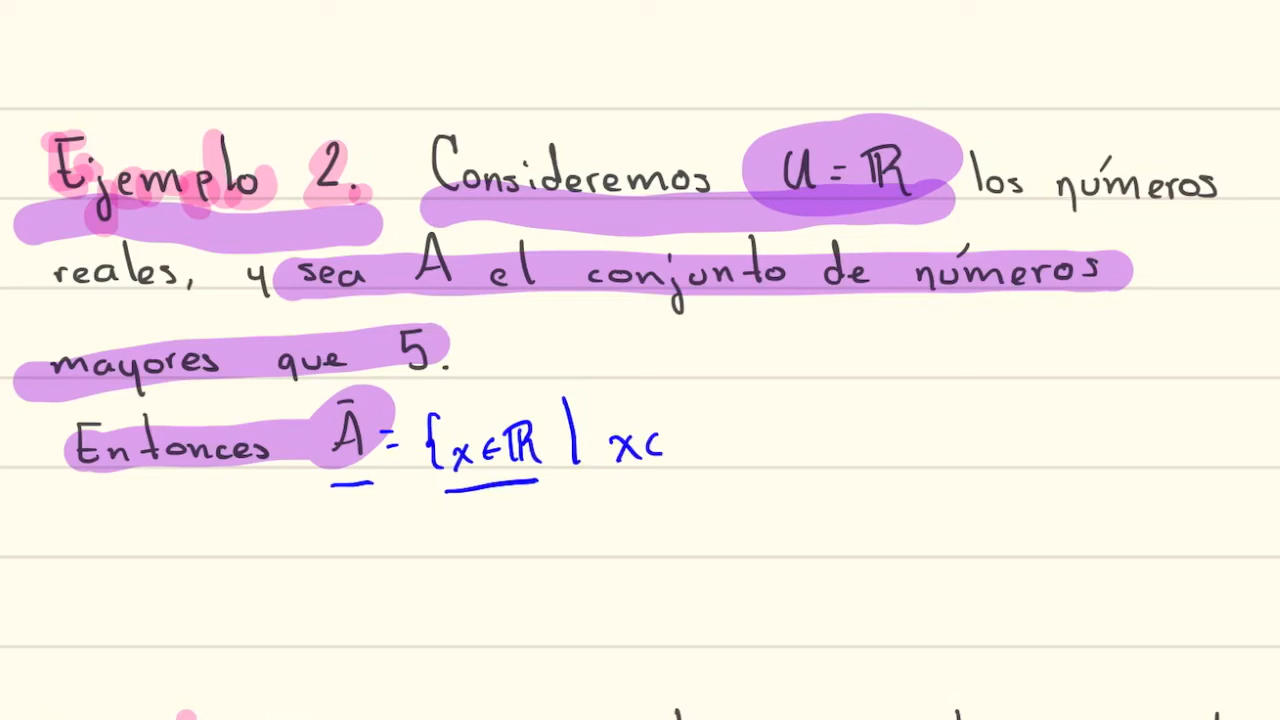 Ejemplo 2. Consideremos U = ℝ los números
reales, y sea A el conjunto de números
mayores que 5.
Entonces Ā = {x ∈ ℝ | x